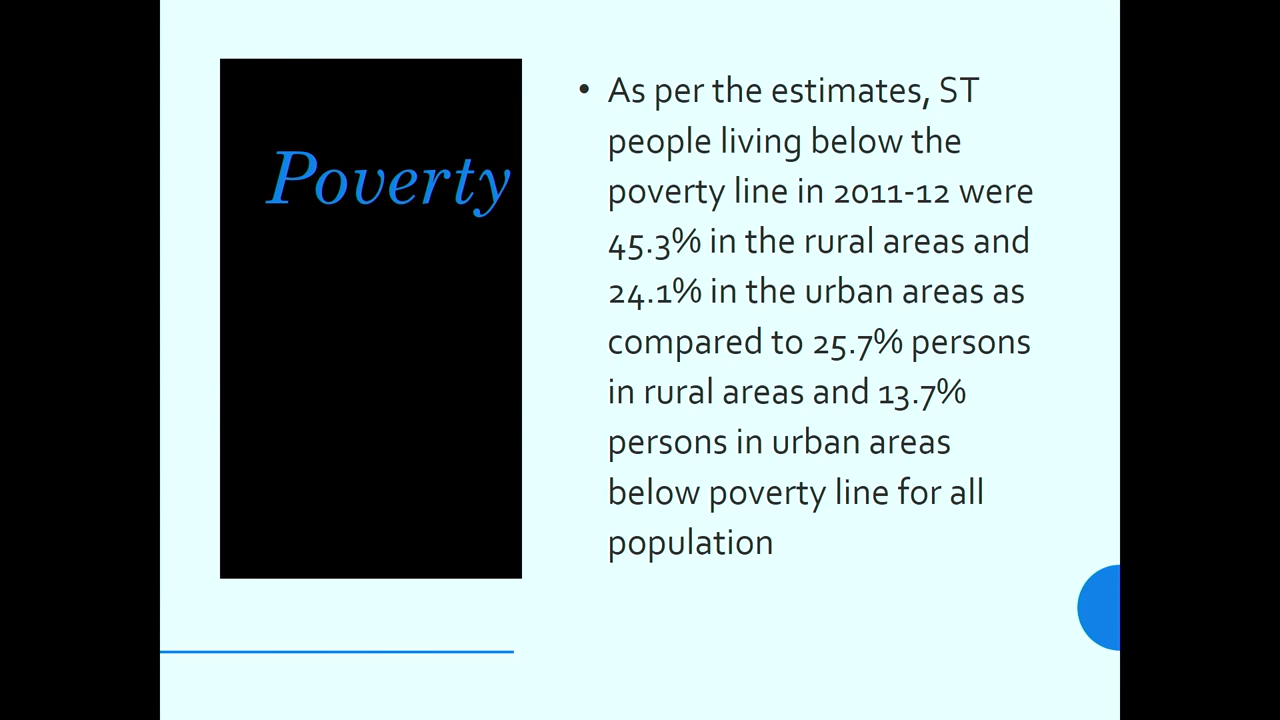 Poverty
• As per the estimates, ST
people living below the
poverty line in 2011-12 were
45.3% in the rural areas and
24.1% in the urban areas as
compared to 25.7% persons
in rural areas and 13.7%
persons in urban areas
below poverty line for all
population